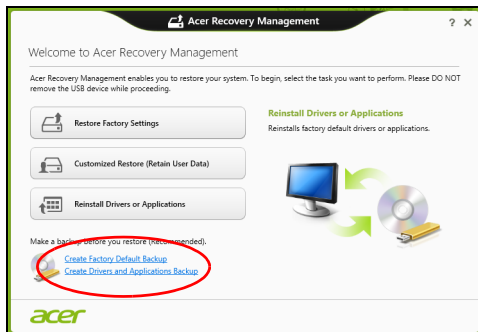 Acer Recovery Management
? ×
Welcome to Acer Recovery Management
Acer Recovery Management enables you to restore your system. To begin, select the task you want to perform. Please DO NOT
remove the USB device while proceeding.
Restore Factory Settings
Customized Restore (Retain User Data)
Reinstall Drivers or Applications
Reinstall Drivers or Applications
Reinstalls factory default drivers or applications.
Make a backup before you restore (Recommended).
Create Factory Default Backup
Create Drivers and Applications Backup
acer